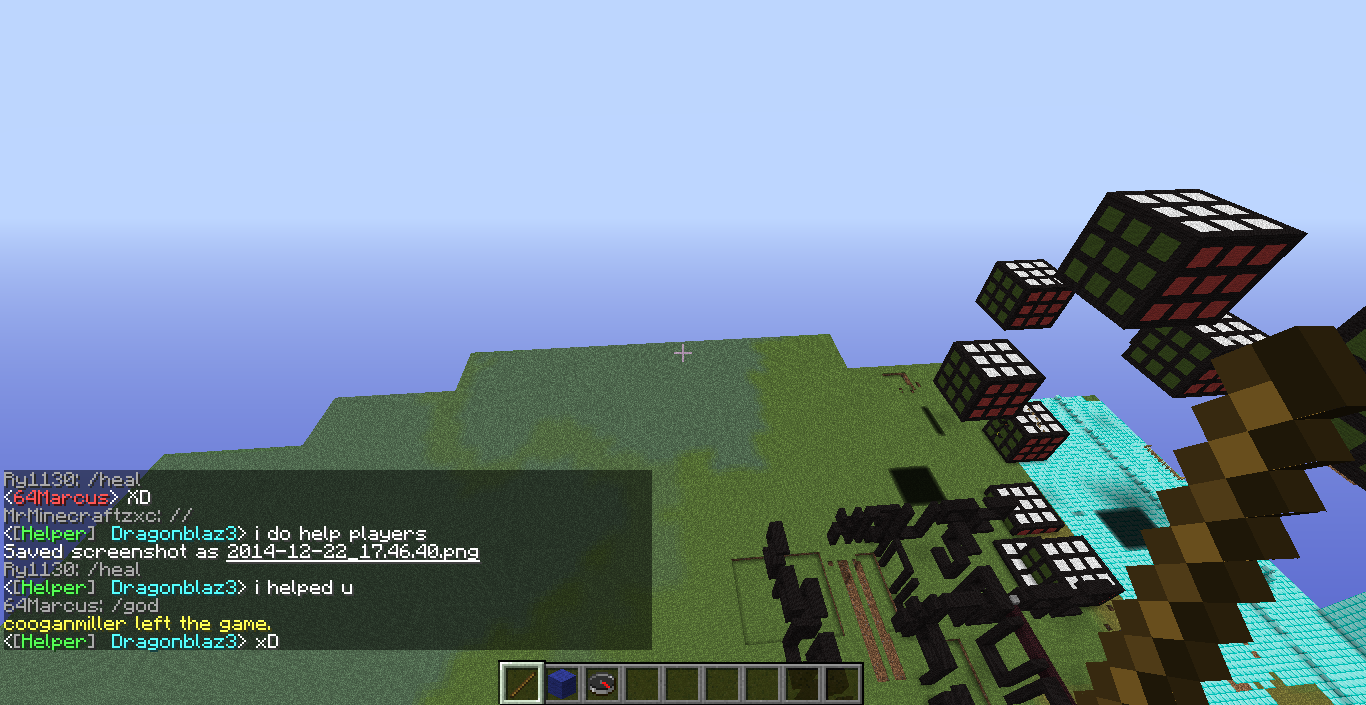 Ry1130: /heal
<64Marcus> XD
MrMinecraftzxc: //
<[Helper] Dragonblaz3> i do help players
Saved screenshot as 2014-12-22_17.46.40.png
Ry1130: /heal
<[Helper] Dragonblaz3> i helped u
64Marcus: /god
cooganmiller left the game.
<[Helper] Dragonblaz3> xD